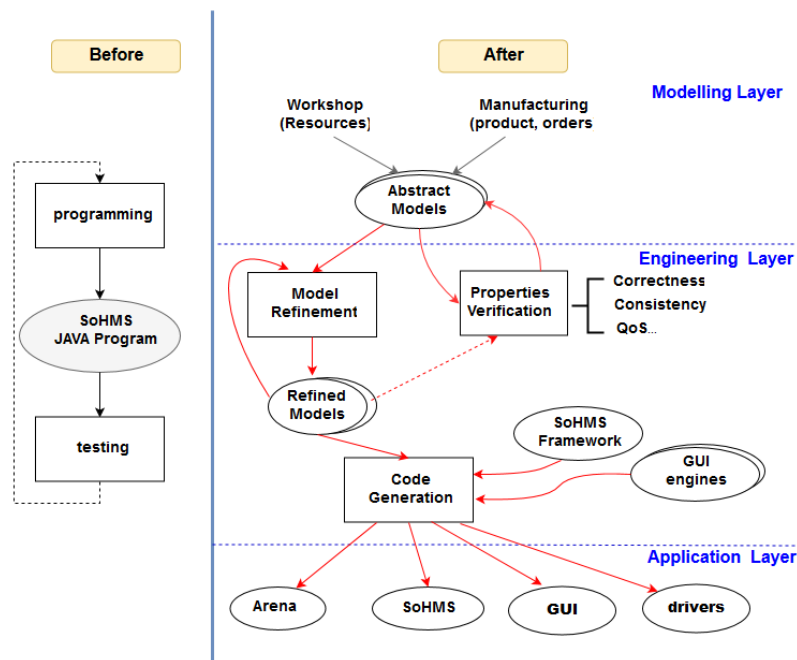 Before
programming
SoHMS
JAVA Program
testing
After
Modelling Layer
Workshop
(Resources)
Manufacturing
(product, orders
Abstract
Models
Engineering Layer
Model
Refinement
Properties
Verification
Correctness
Consistency
QoS...
Refined
Models
SoHMS
Framework
GUI
engines
Code
Generation
Application Layer
Arena
SoHMS
GUI
drivers